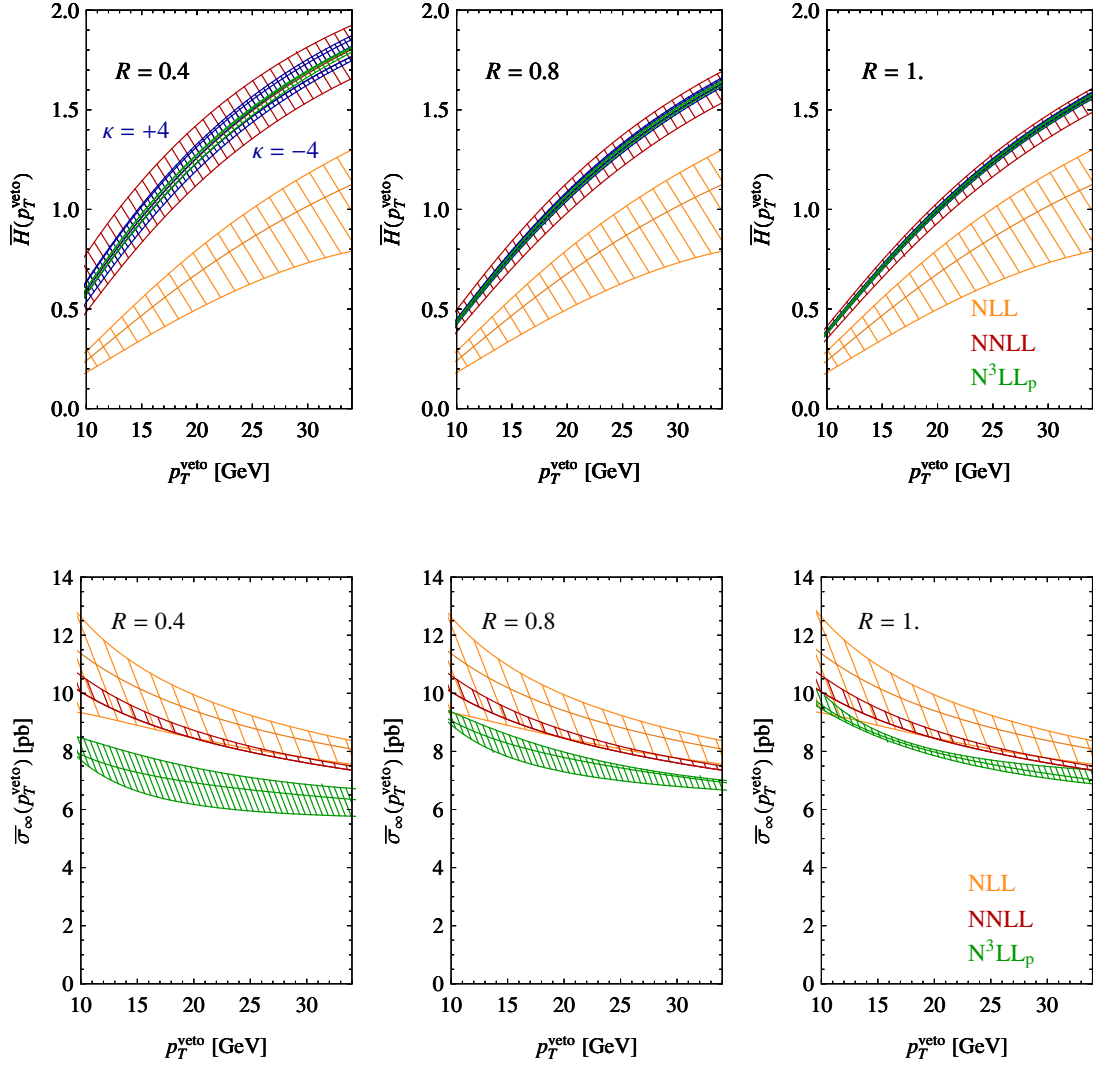 2.0
1.5
1.0
0.5
0.0
H̅(p_T^veto)
R = 0.4
κ = +4
κ = −4
10 15 20 25 30
p_T^veto [GeV]
2.0
1.5
1.0
0.5
0.0
H̅(p_T^veto)
R = 0.8
10 15 20 25 30
p_T^veto [GeV]
2.0
1.5
1.0
0.5
0.0
H̅(p_T^veto)
R = 1.
NLL
NNLL
N³LLₚ
10 15 20 25 30
p_T^veto [GeV]
14
12
10
8
6
4
2
0
σ̅_∞(p_T^veto) [pb]
R = 0.4
10 15 20 25 30
p_T^veto [GeV]
14
12
10
8
6
4
2
0
σ̅_∞(p_T^veto) [pb]
R = 0.8
10 15 20 25 30
p_T^veto [GeV]
14
12
10
8
6
4
2
0
σ̅_∞(p_T^veto) [pb]
R = 1.
NLL
NNLL
N³LLₚ
10 15 20 25 30
p_T^veto [GeV]